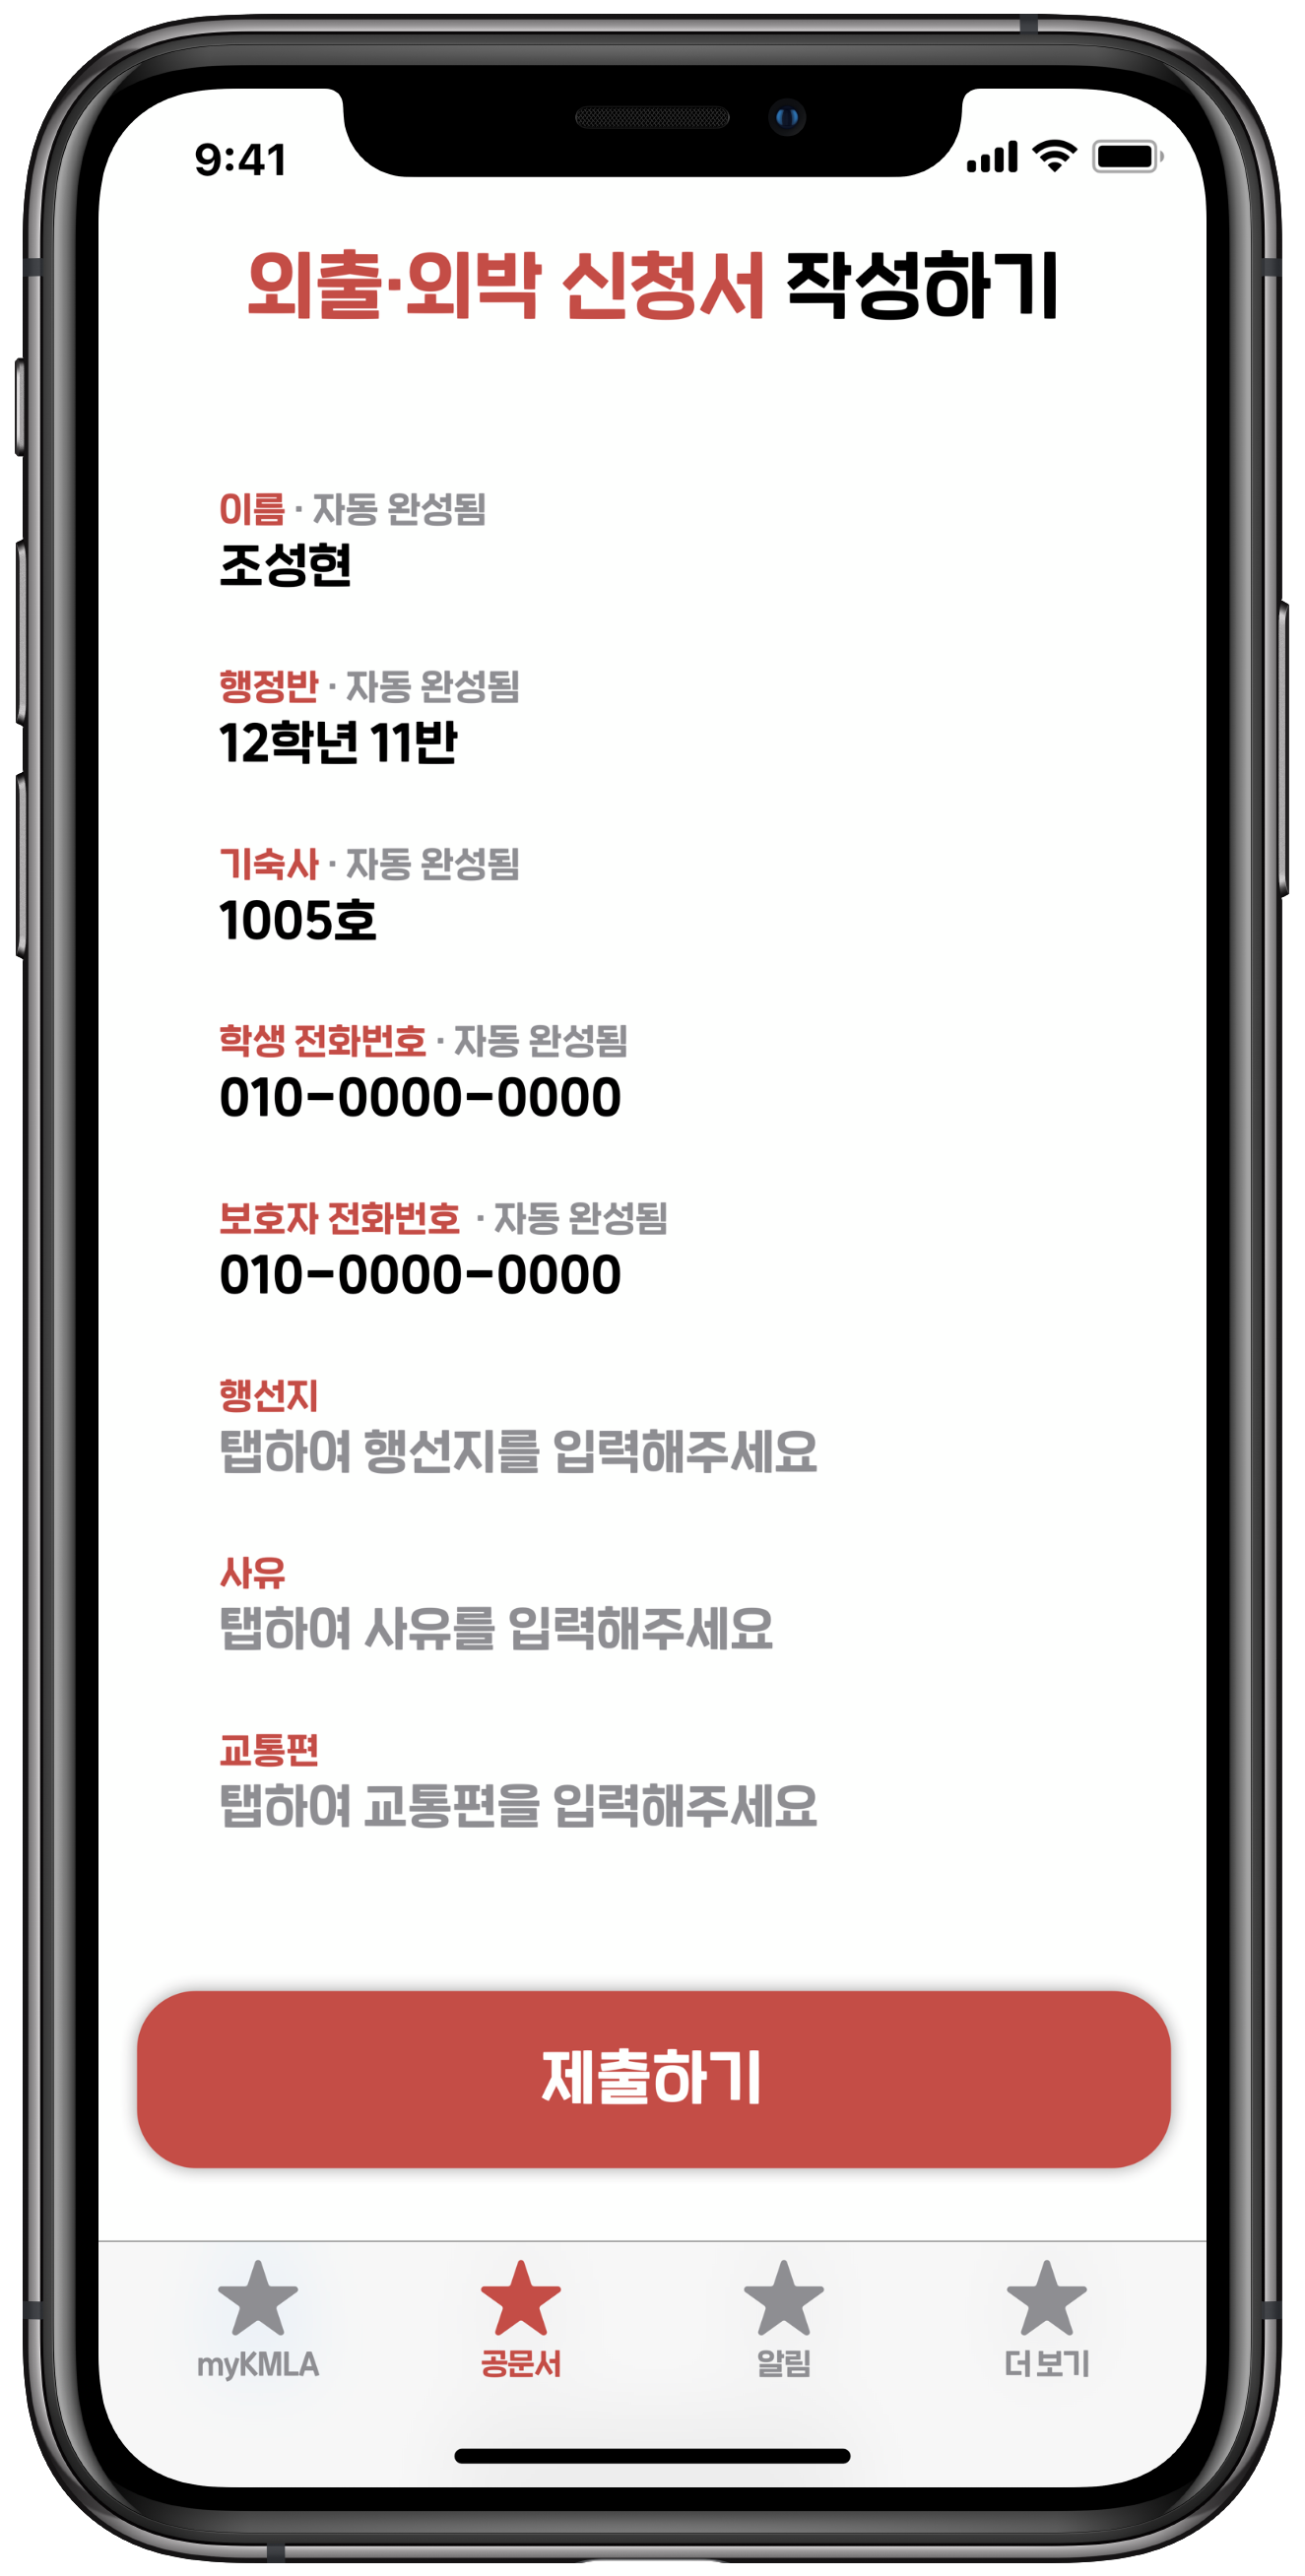 9:41
외출·외박 신청서 작성하기
이름 · 자동 완성됨
조성현
행정반 · 자동 완성됨
12학년 11반
기숙사 · 자동 완성됨
1005호
학생 전화번호 · 자동 완성됨
010-0000-0000
보호자 전화번호 · 자동 완성됨
010-0000-0000
행선지
탭하여 행선지를 입력해주세요
사유
탭하여 사유를 입력해주세요
교통편
탭하여 교통편을 입력해주세요
제출하기
myKMLA 공문서 알림 더 보기